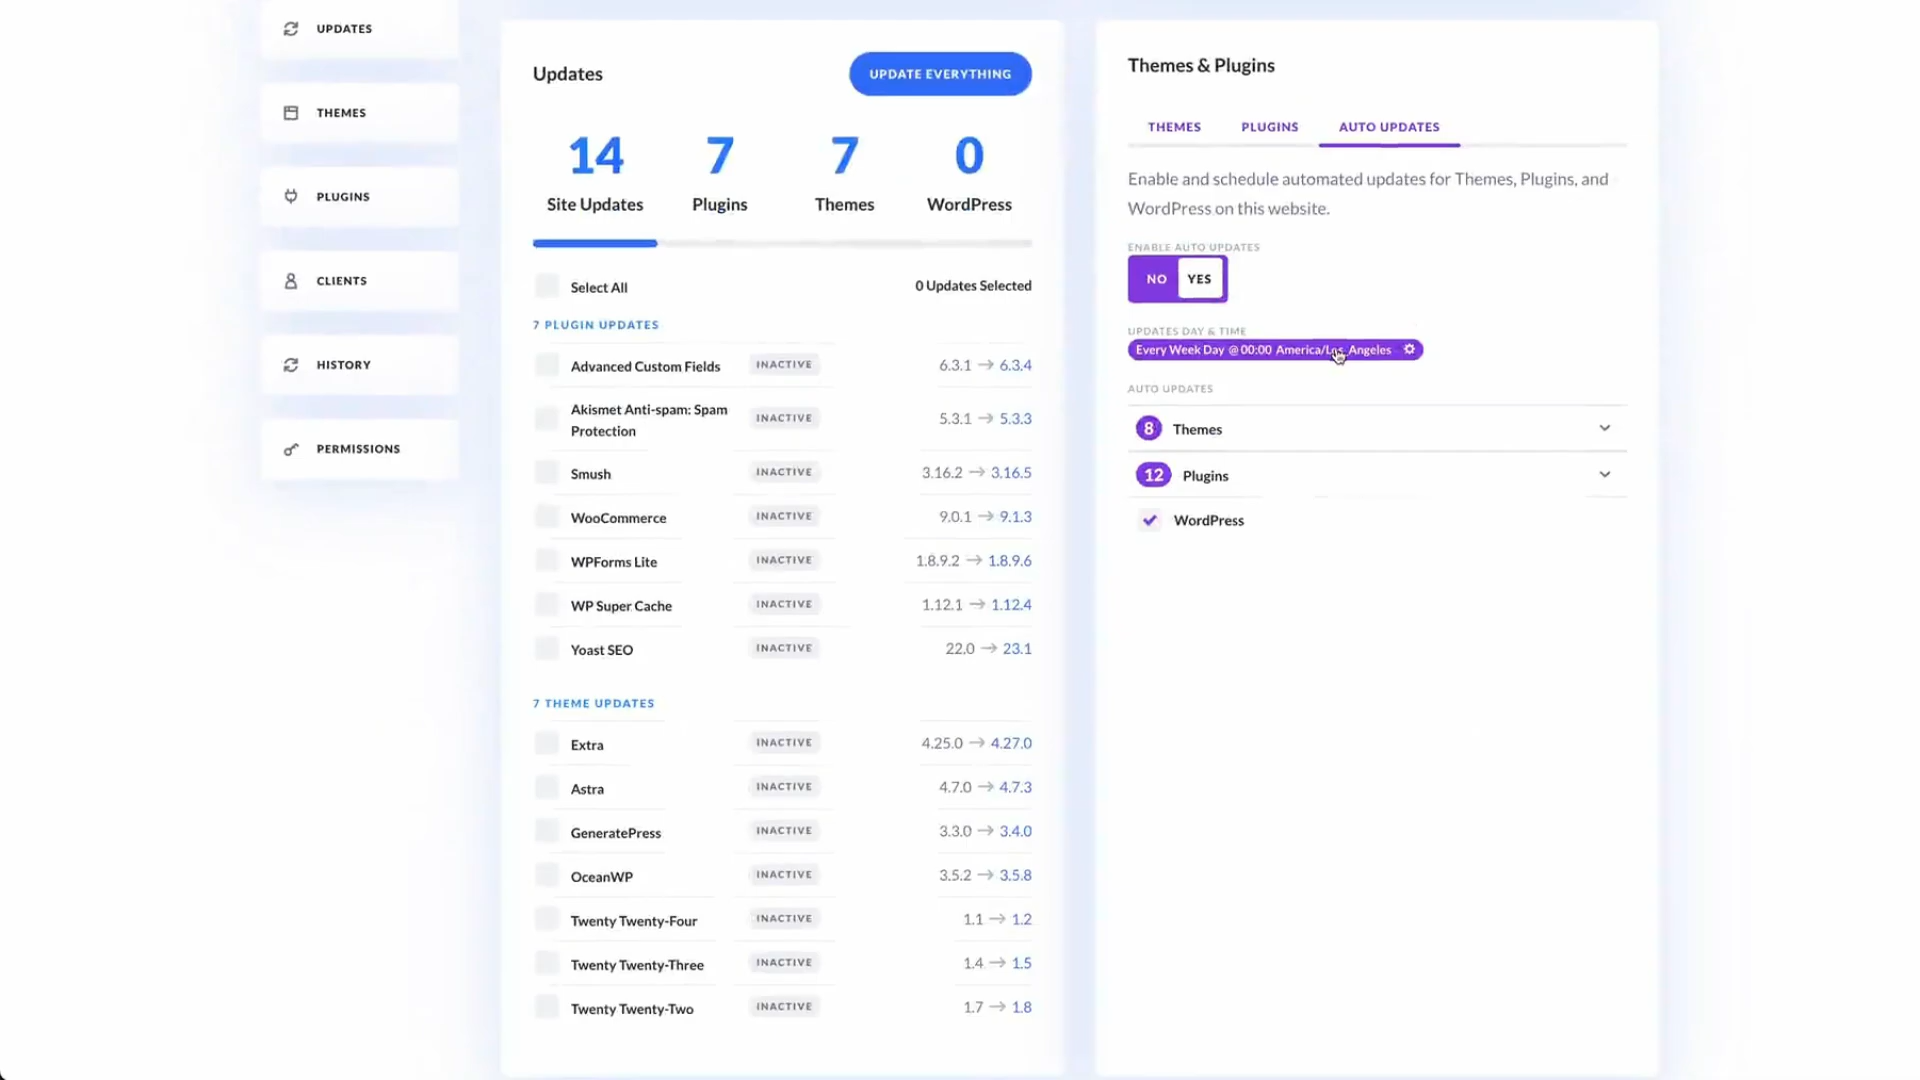 UPDATES
THEMES
PLUGINS
CLIENTS
HISTORY
PERMISSIONS
Updates
UPDATE EVERYTHING
14 7 7 0
Site Updates Plugins Themes WordPress
Select All 0 Updates Selected
7 PLUGIN UPDATES
Advanced Custom Fields INACTIVE 6.3.1 → 6.3.4
Akismet Anti-spam: Spam
Protection INACTIVE 5.3.1 → 5.3.3
Smush INACTIVE 3.16.2 → 3.16.5
WooCommerce INACTIVE 9.0.1 → 9.1.3
WPForms Lite INACTIVE 1.8.9.2 → 1.8.9.6
WP Super Cache INACTIVE 1.12.1 → 1.12.4
Yoast SEO INACTIVE 22.0 → 23.1
7 THEME UPDATES
Extra INACTIVE 4.25.0 → 4.27.0
Astra INACTIVE 4.7.0 → 4.7.3
GeneratePress INACTIVE 3.3.0 → 3.4.0
OceanWP INACTIVE 3.5.2 → 3.5.8
Twenty Twenty-Four INACTIVE 1.1 → 1.2
Twenty Twenty-Three INACTIVE 1.4 → 1.5
Twenty Twenty-Two INACTIVE 1.7 → 1.8
Themes & Plugins
THEMES PLUGINS AUTO UPDATES
Enable and schedule automated updates for Themes, Plugins, and
WordPress on this website.
ENABLE AUTO UPDATES
NO YES
UPDATES DAY & TIME
Every Week Day @ 00:00 America/Los_Angeles
AUTO UPDATES
8 Themes
12 Plugins
WordPress